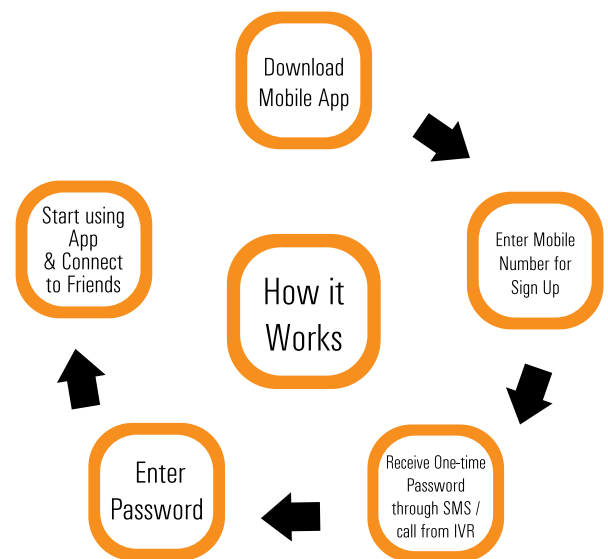 Download
Mobile App
Enter Mobile
Number for
Sign Up
Receive One-time
Password
through SMS /
call from IVR
Enter
Password
Start using
App
& Connect
to Friends
How it
Works